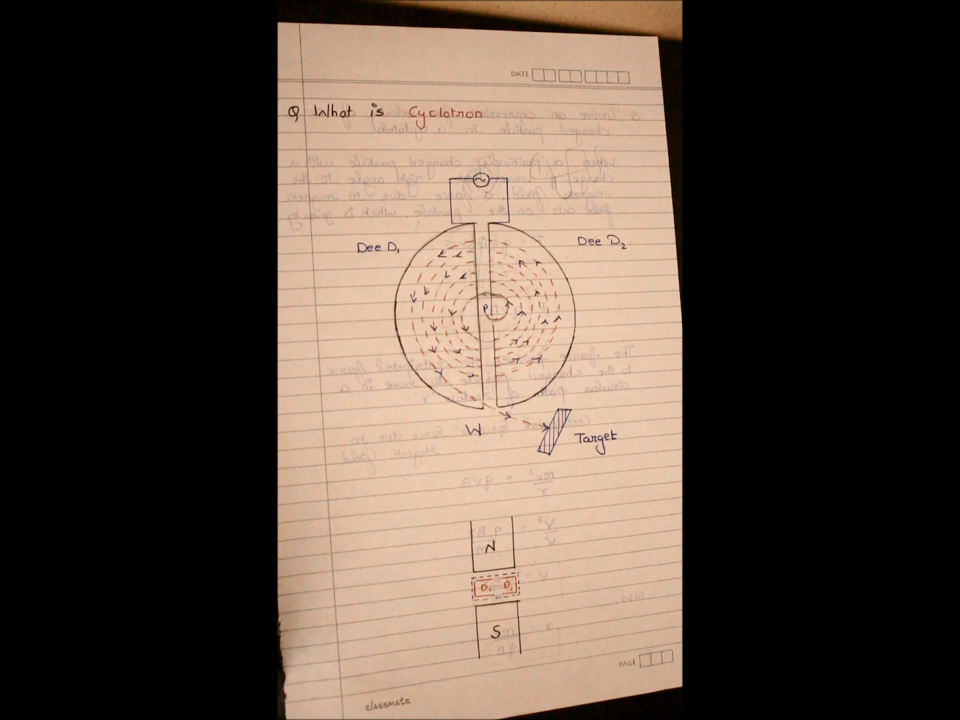 DATE
Q What is Cyclotron
Dee D1
Dee D2
P
W
Target
N
D1 D2
S
PAGE
classmate